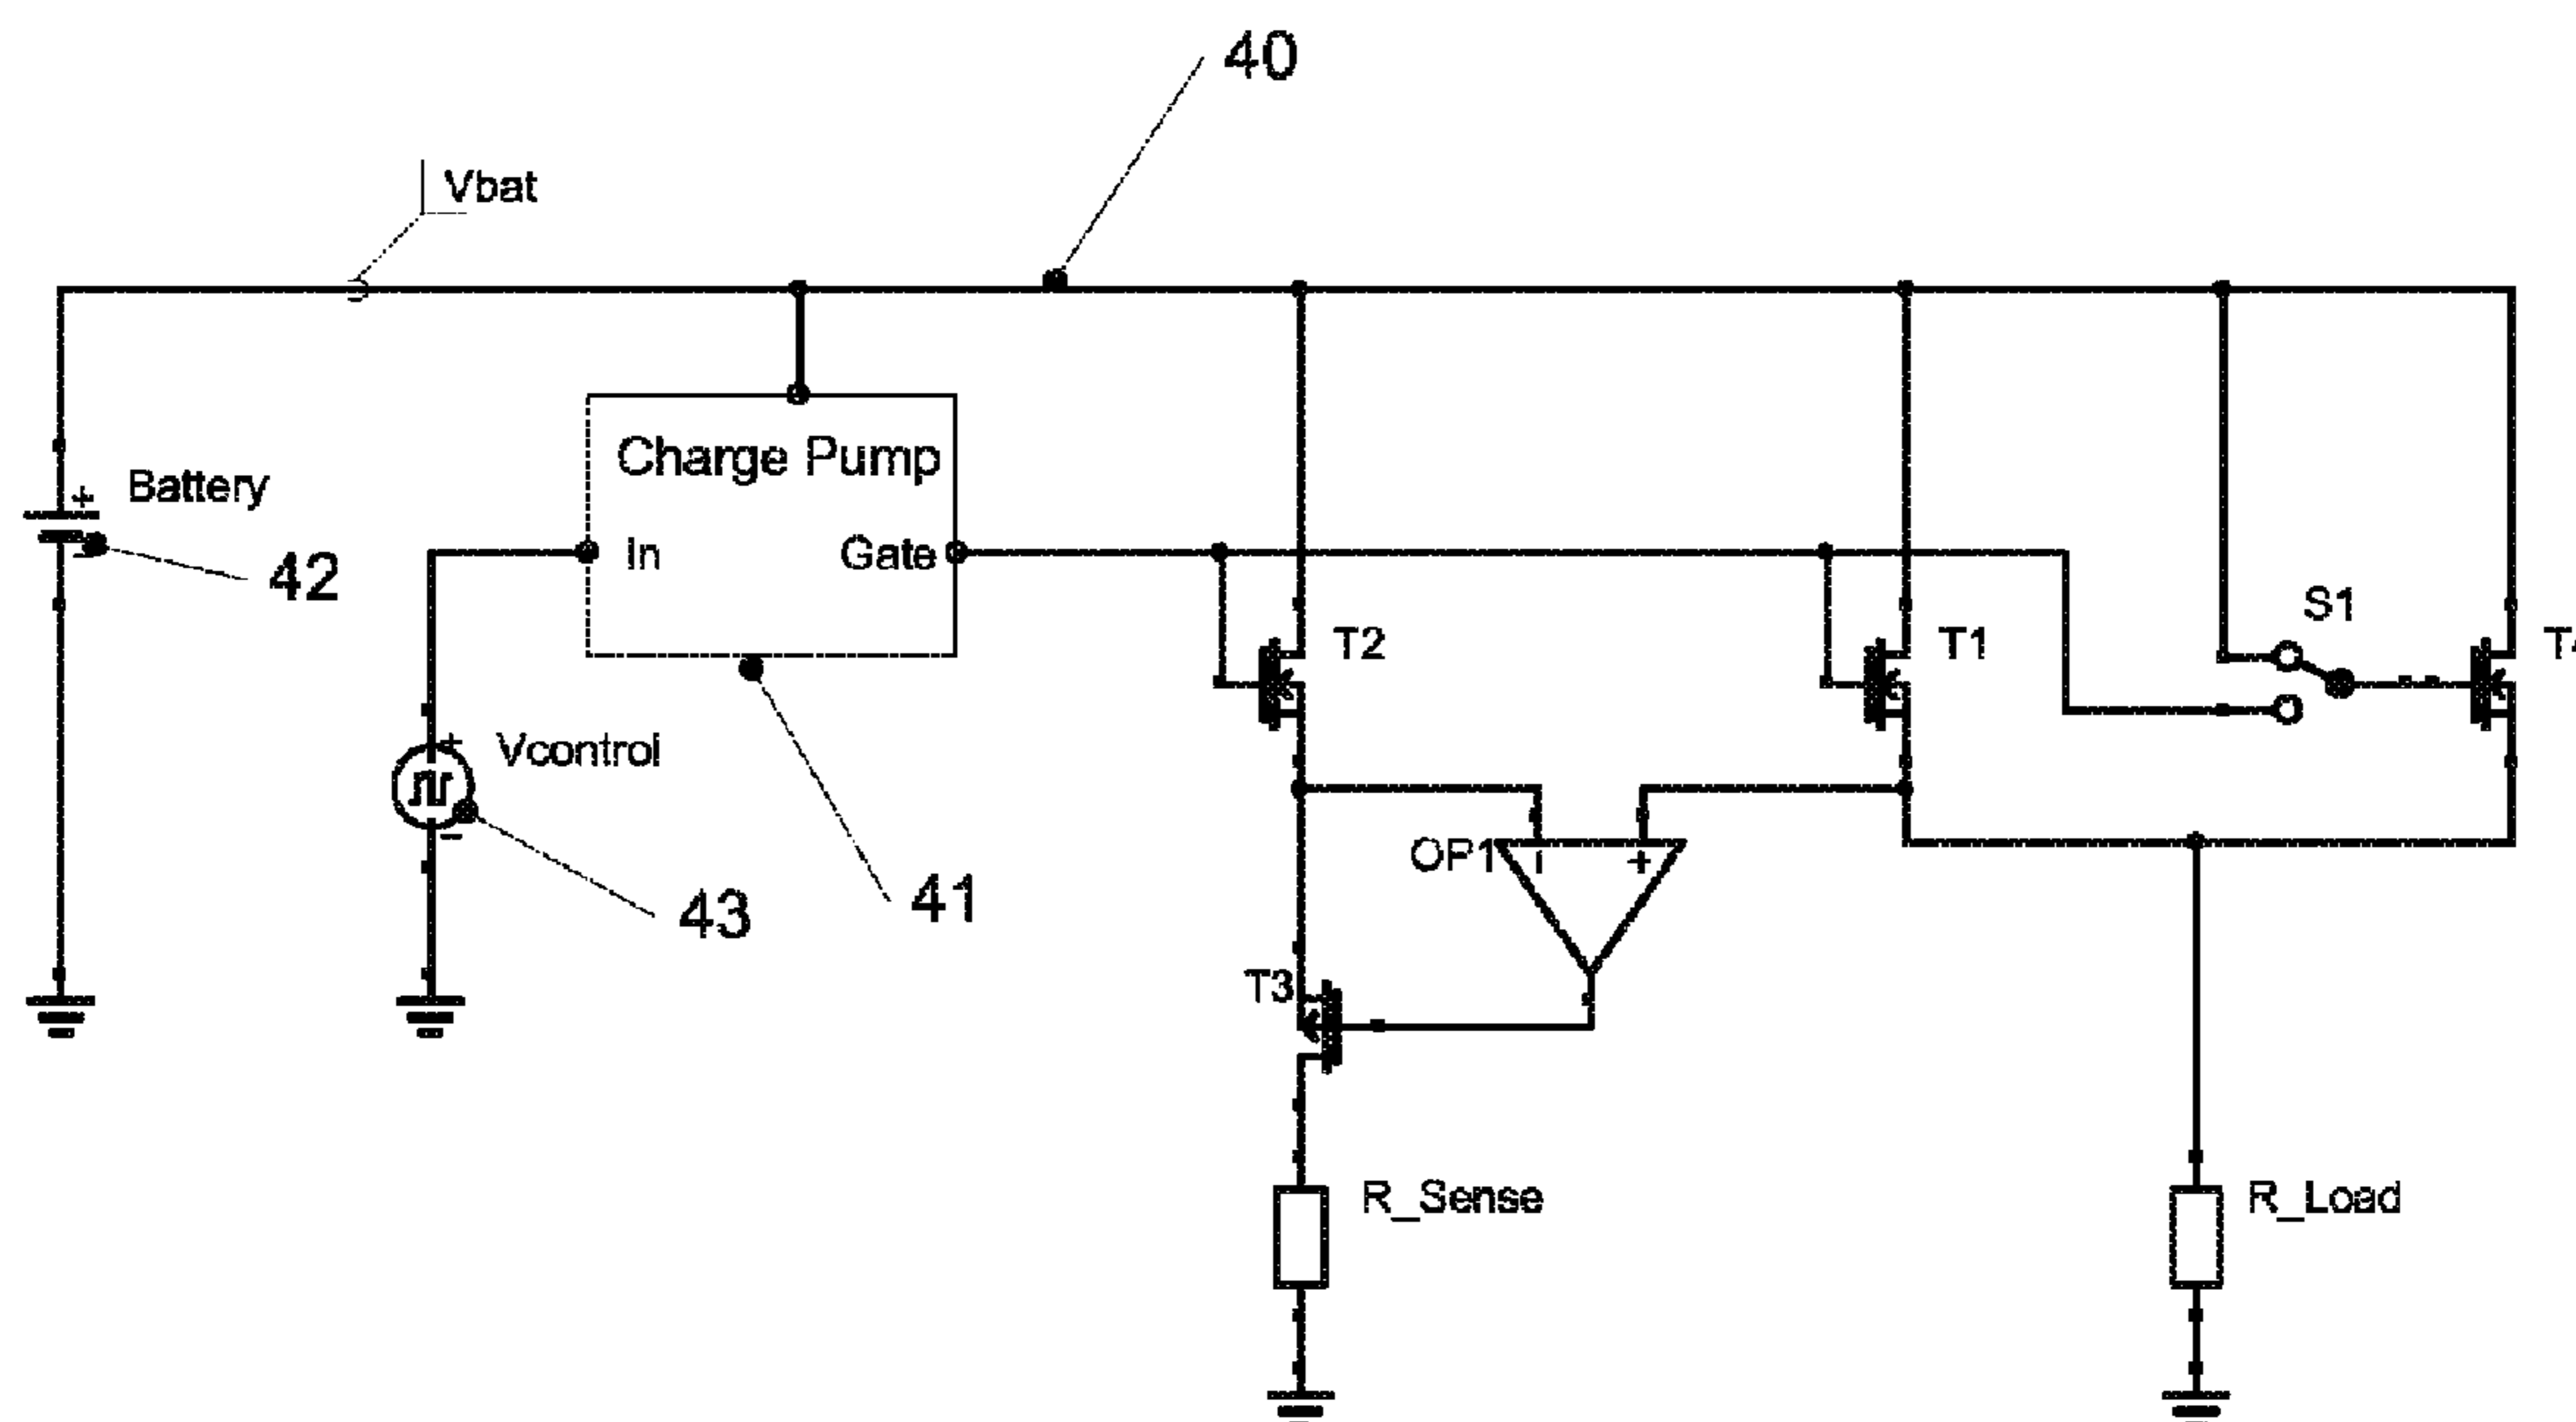 40
Vbat
Charge Pump
Battery
In
Gate
42
S1
T2
T1
Vcontrol
43
41
OP1
T3
R_Sense
R_Load